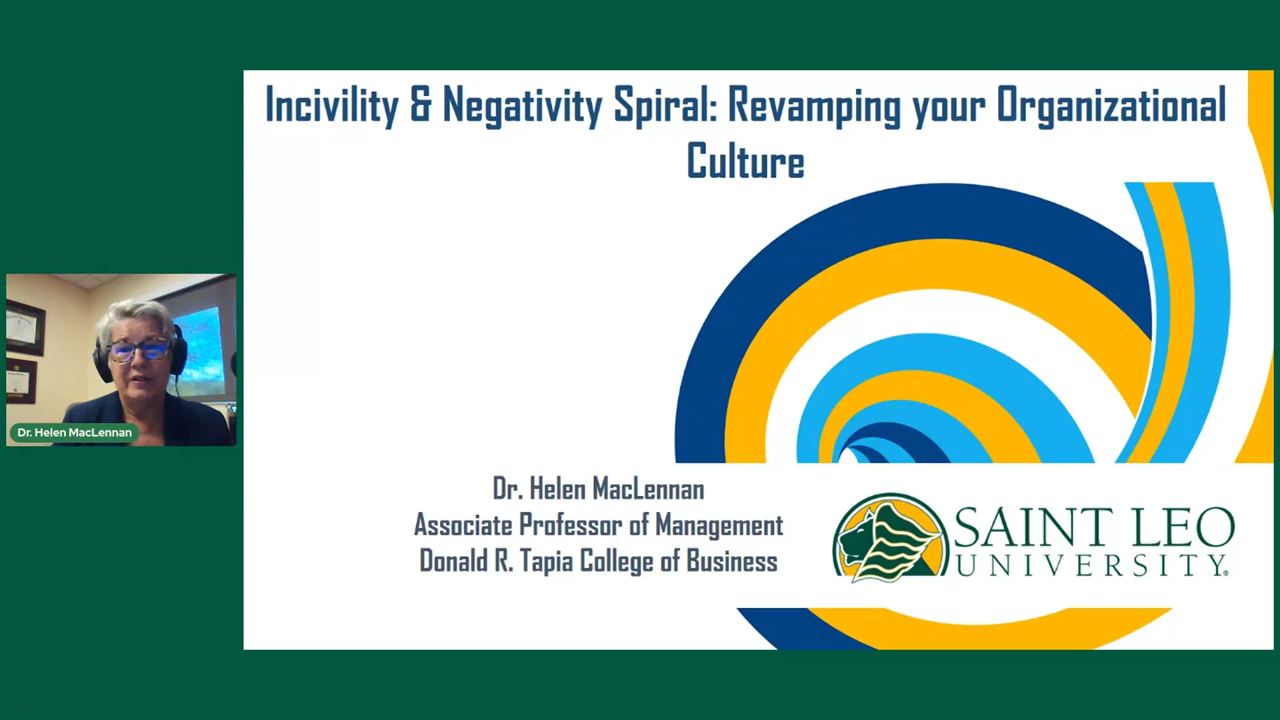 Incivility & Negativity Spiral: Revamping your Organizational
Culture
Dr. Helen MacLennan
Dr. Helen MacLennan
Associate Professor of Management
Donald R. Tapia College of Business
SAINT LEO
UNIVERSITY®